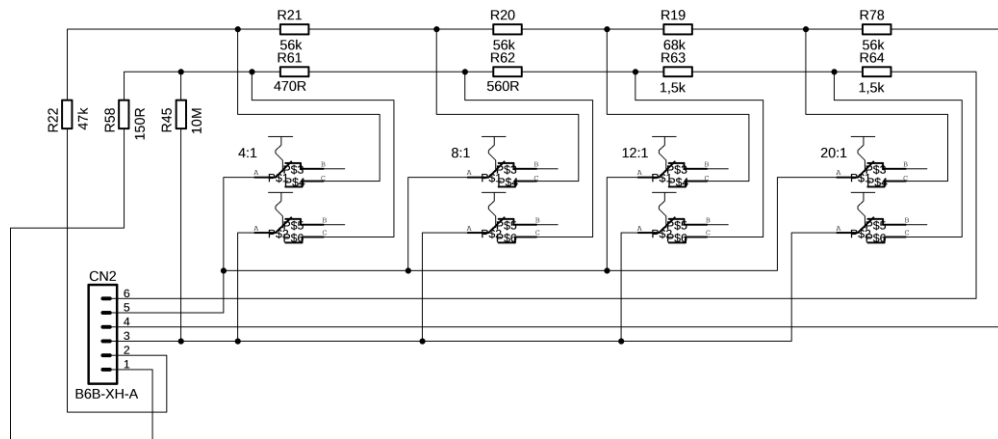 R21 R20 R19 R78
56k 56k 68k 56k
R61 R62 R63 R64
470R 560R 1,5k 1,5k
R22 47k R58 150R R45 10M
4:1 8:1 12:1 20:1
A B C A B C A B C A B C
A B C A B C A B C A B C
CN2
6
5
4
3
2
1
B6B-XH-A